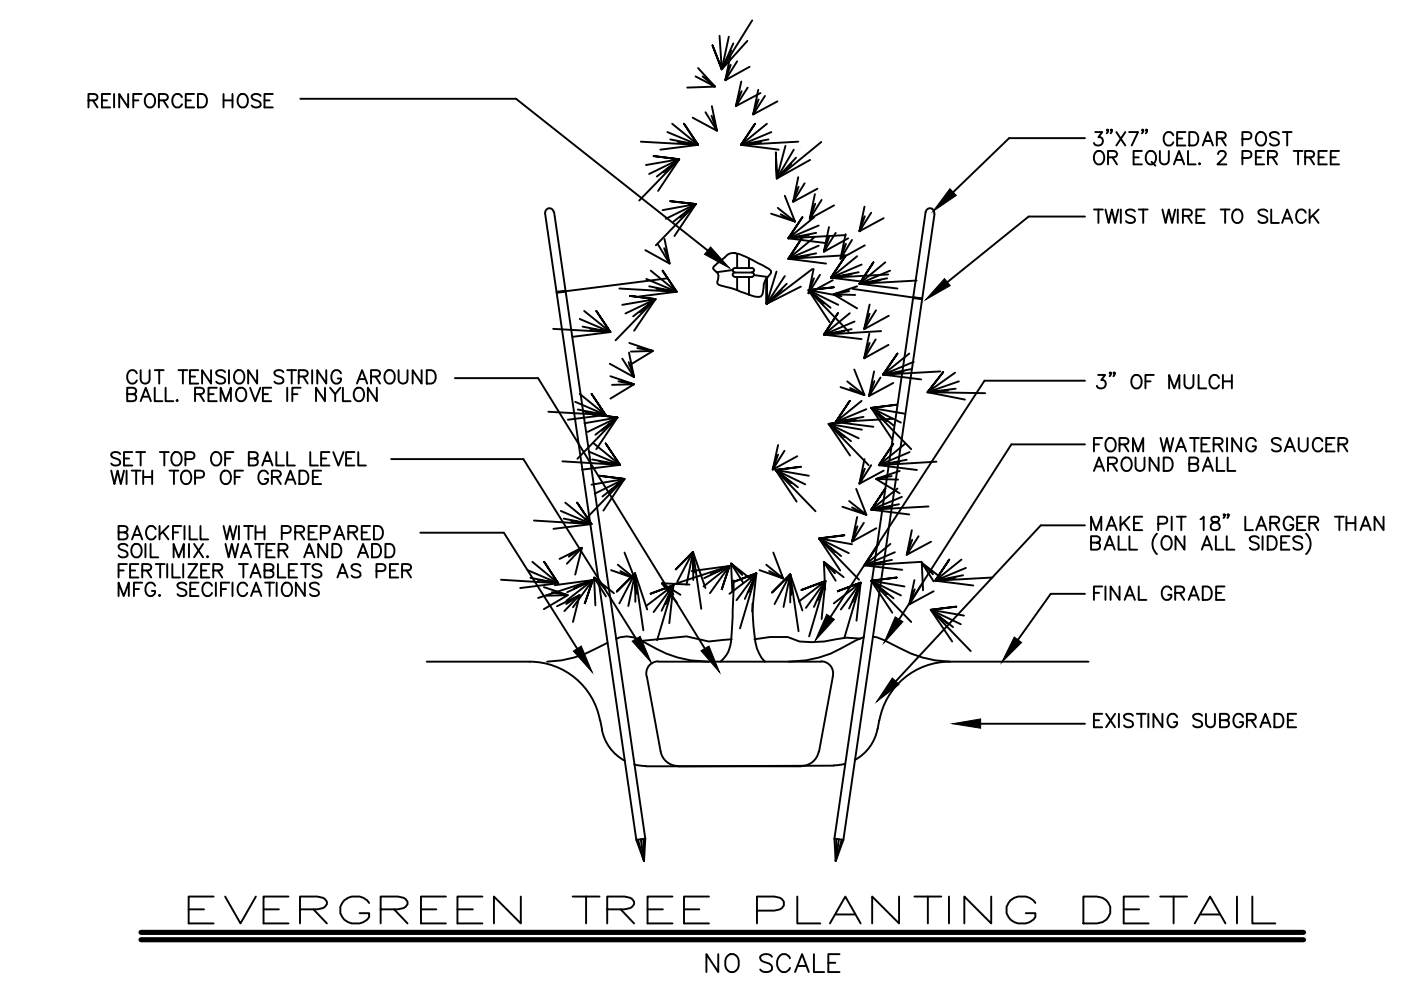 REINFORCED HOSE
3"X7" CEDAR POST
OR EQUAL. 2 PER TREE
TWIST WIRE TO SLACK
CUT TENSION STRING AROUND
BALL. REMOVE IF NYLON
3" OF MULCH
SET TOP OF BALL LEVEL
WITH TOP OF GRADE
FORM WATERING SAUCER
AROUND BALL
BACKFILL WITH PREPARED
SOIL MIX. WATER AND ADD
FERTILIZER TABLETS AS PER
MFG. SECIFICATIONS
MAKE PIT 18" LARGER THAN
BALL (ON ALL SIDES)
FINAL GRADE
EXISTING SUBGRADE
EVERGREEN TREE PLANTING DETAIL
NO SCALE